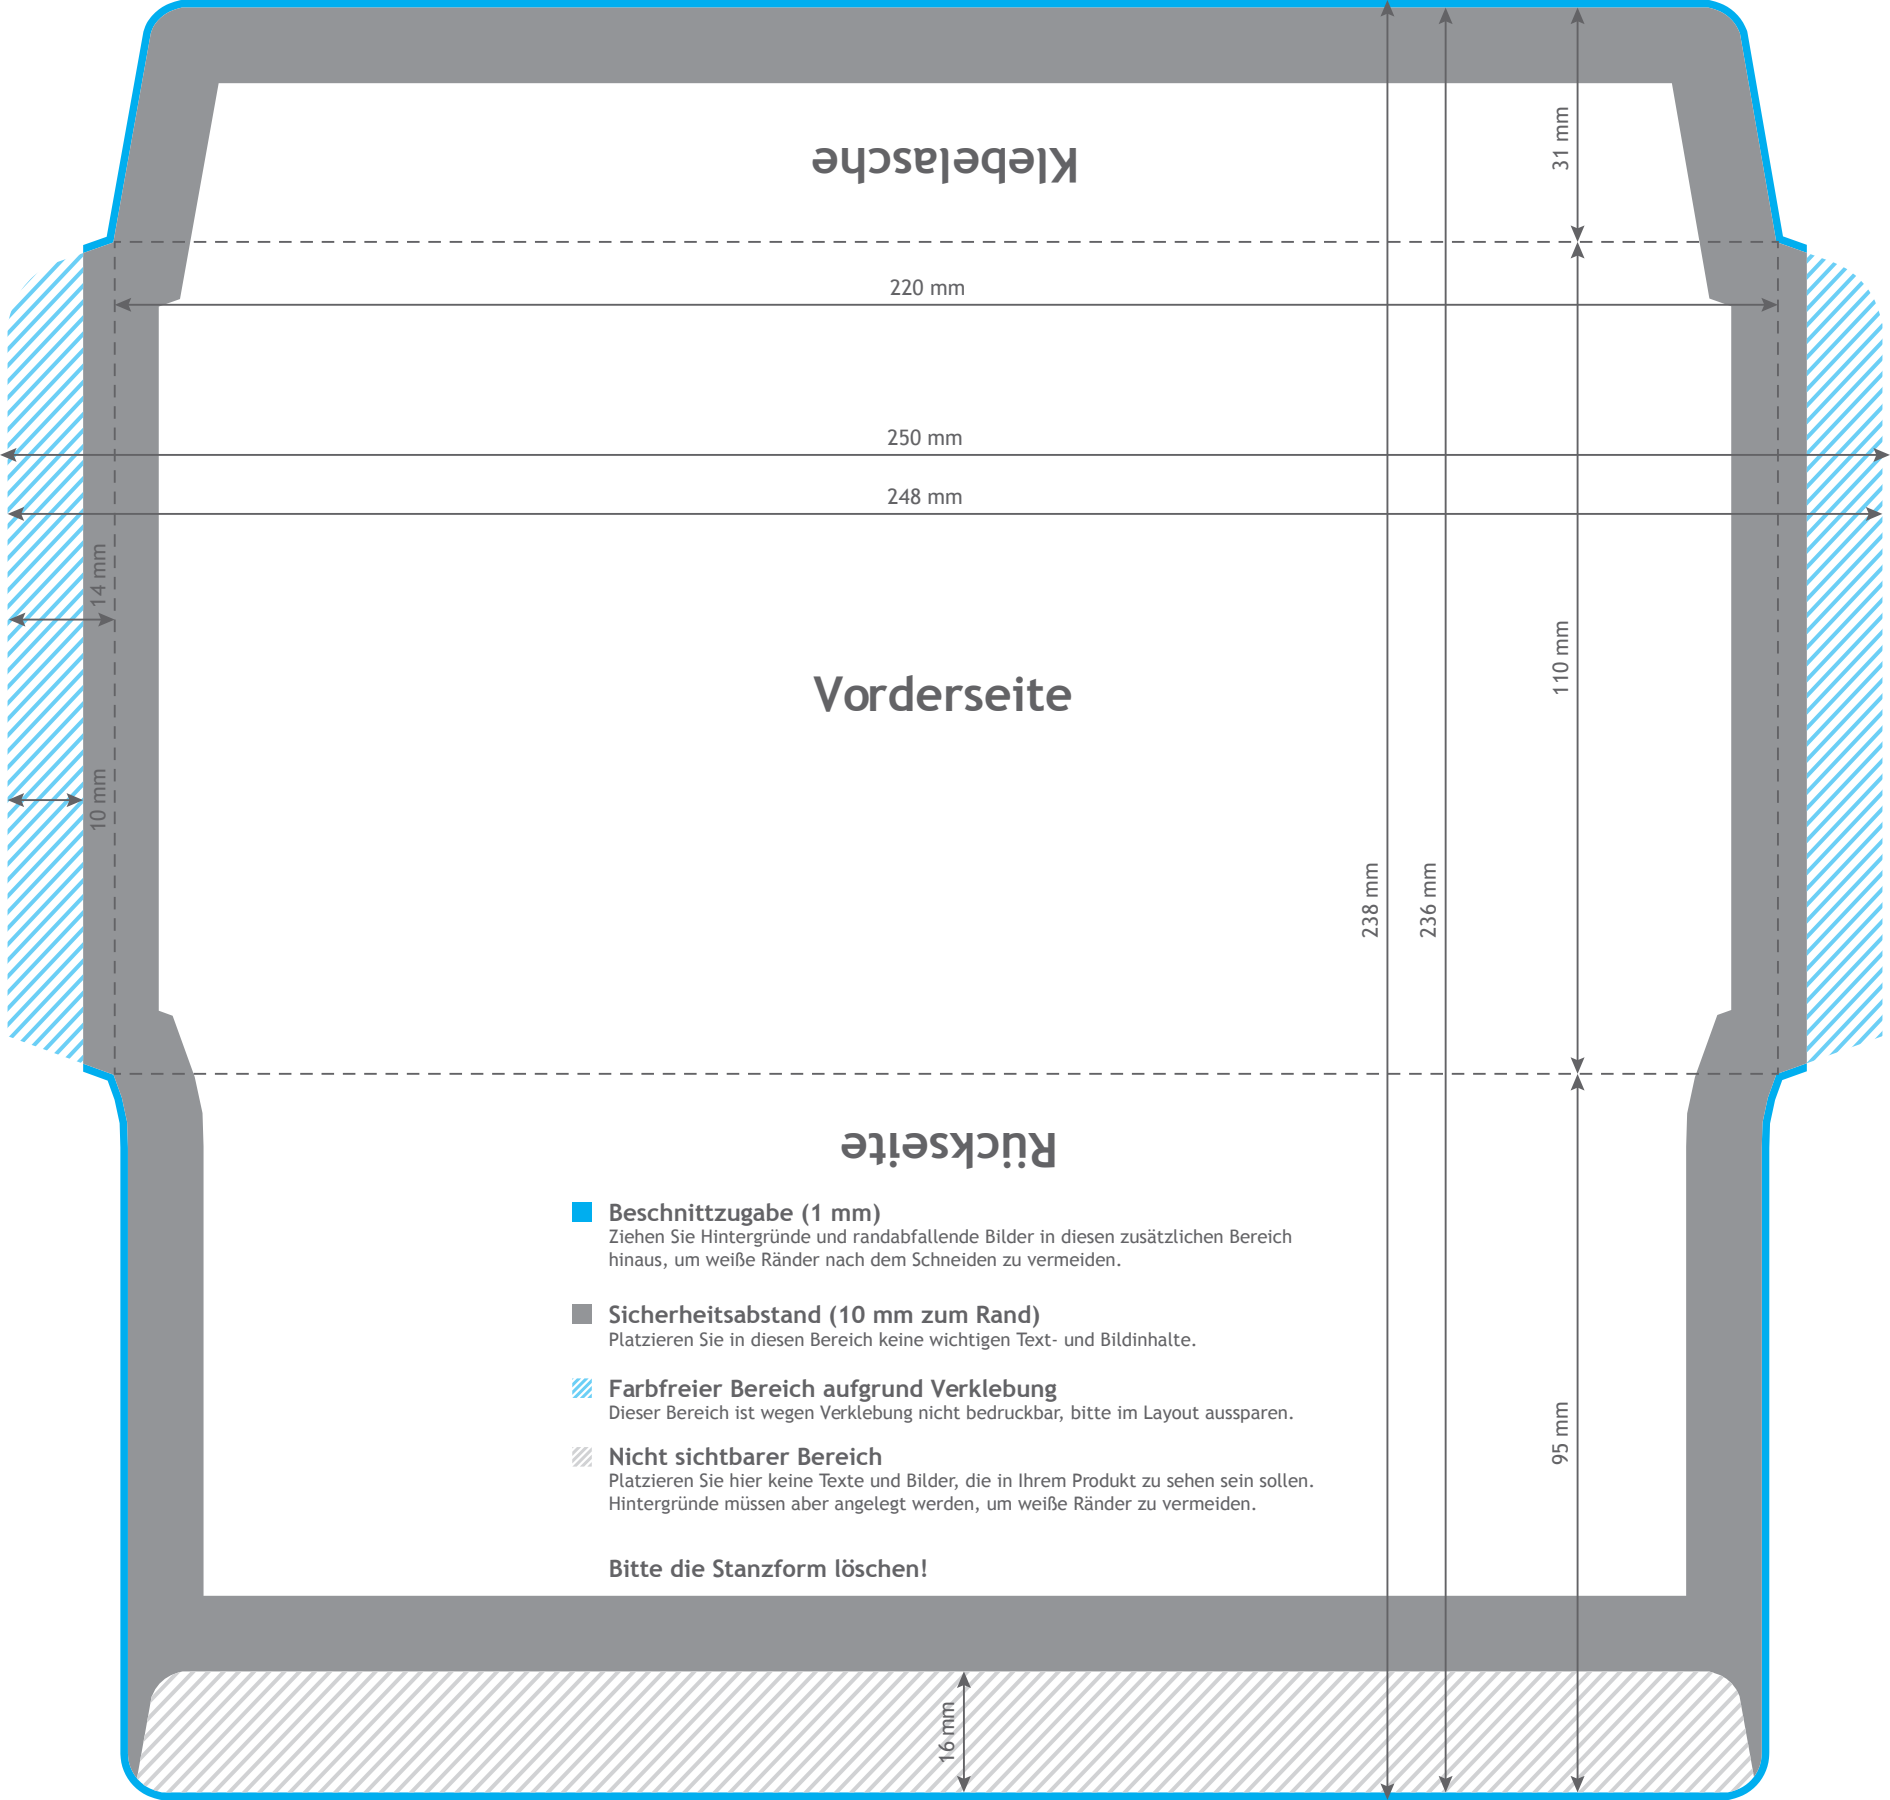 Klebelasche
31 mm
220 mm
250 mm
248 mm
14 mm
110 mm
Vorderseite
10 mm
238 mm
236 mm
Rückseite
Beschnittzugabe (1 mm)
Ziehen Sie Hintergründe und randabfallende Bilder in diesen zusätzlichen Bereich
hinaus, um weiße Ränder nach dem Schneiden zu vermeiden.
Sicherheitsabstand (10 mm zum Rand)
Platzieren Sie in diesen Bereich keine wichtigen Text- und Bildinhalte.
Farbfreier Bereich aufgrund Verklebung
Dieser Bereich ist wegen Verklebung nicht bedruckbar, bitte im Layout aussparen.
95 mm
Nicht sichtbarer Bereich
Platzieren Sie hier keine Texte und Bilder, die in Ihrem Produkt zu sehen sein sollen.
Hintergründe müssen aber angelegt werden, um weiße Ränder zu vermeiden.
Bitte die Stanzform löschen!
16 mm